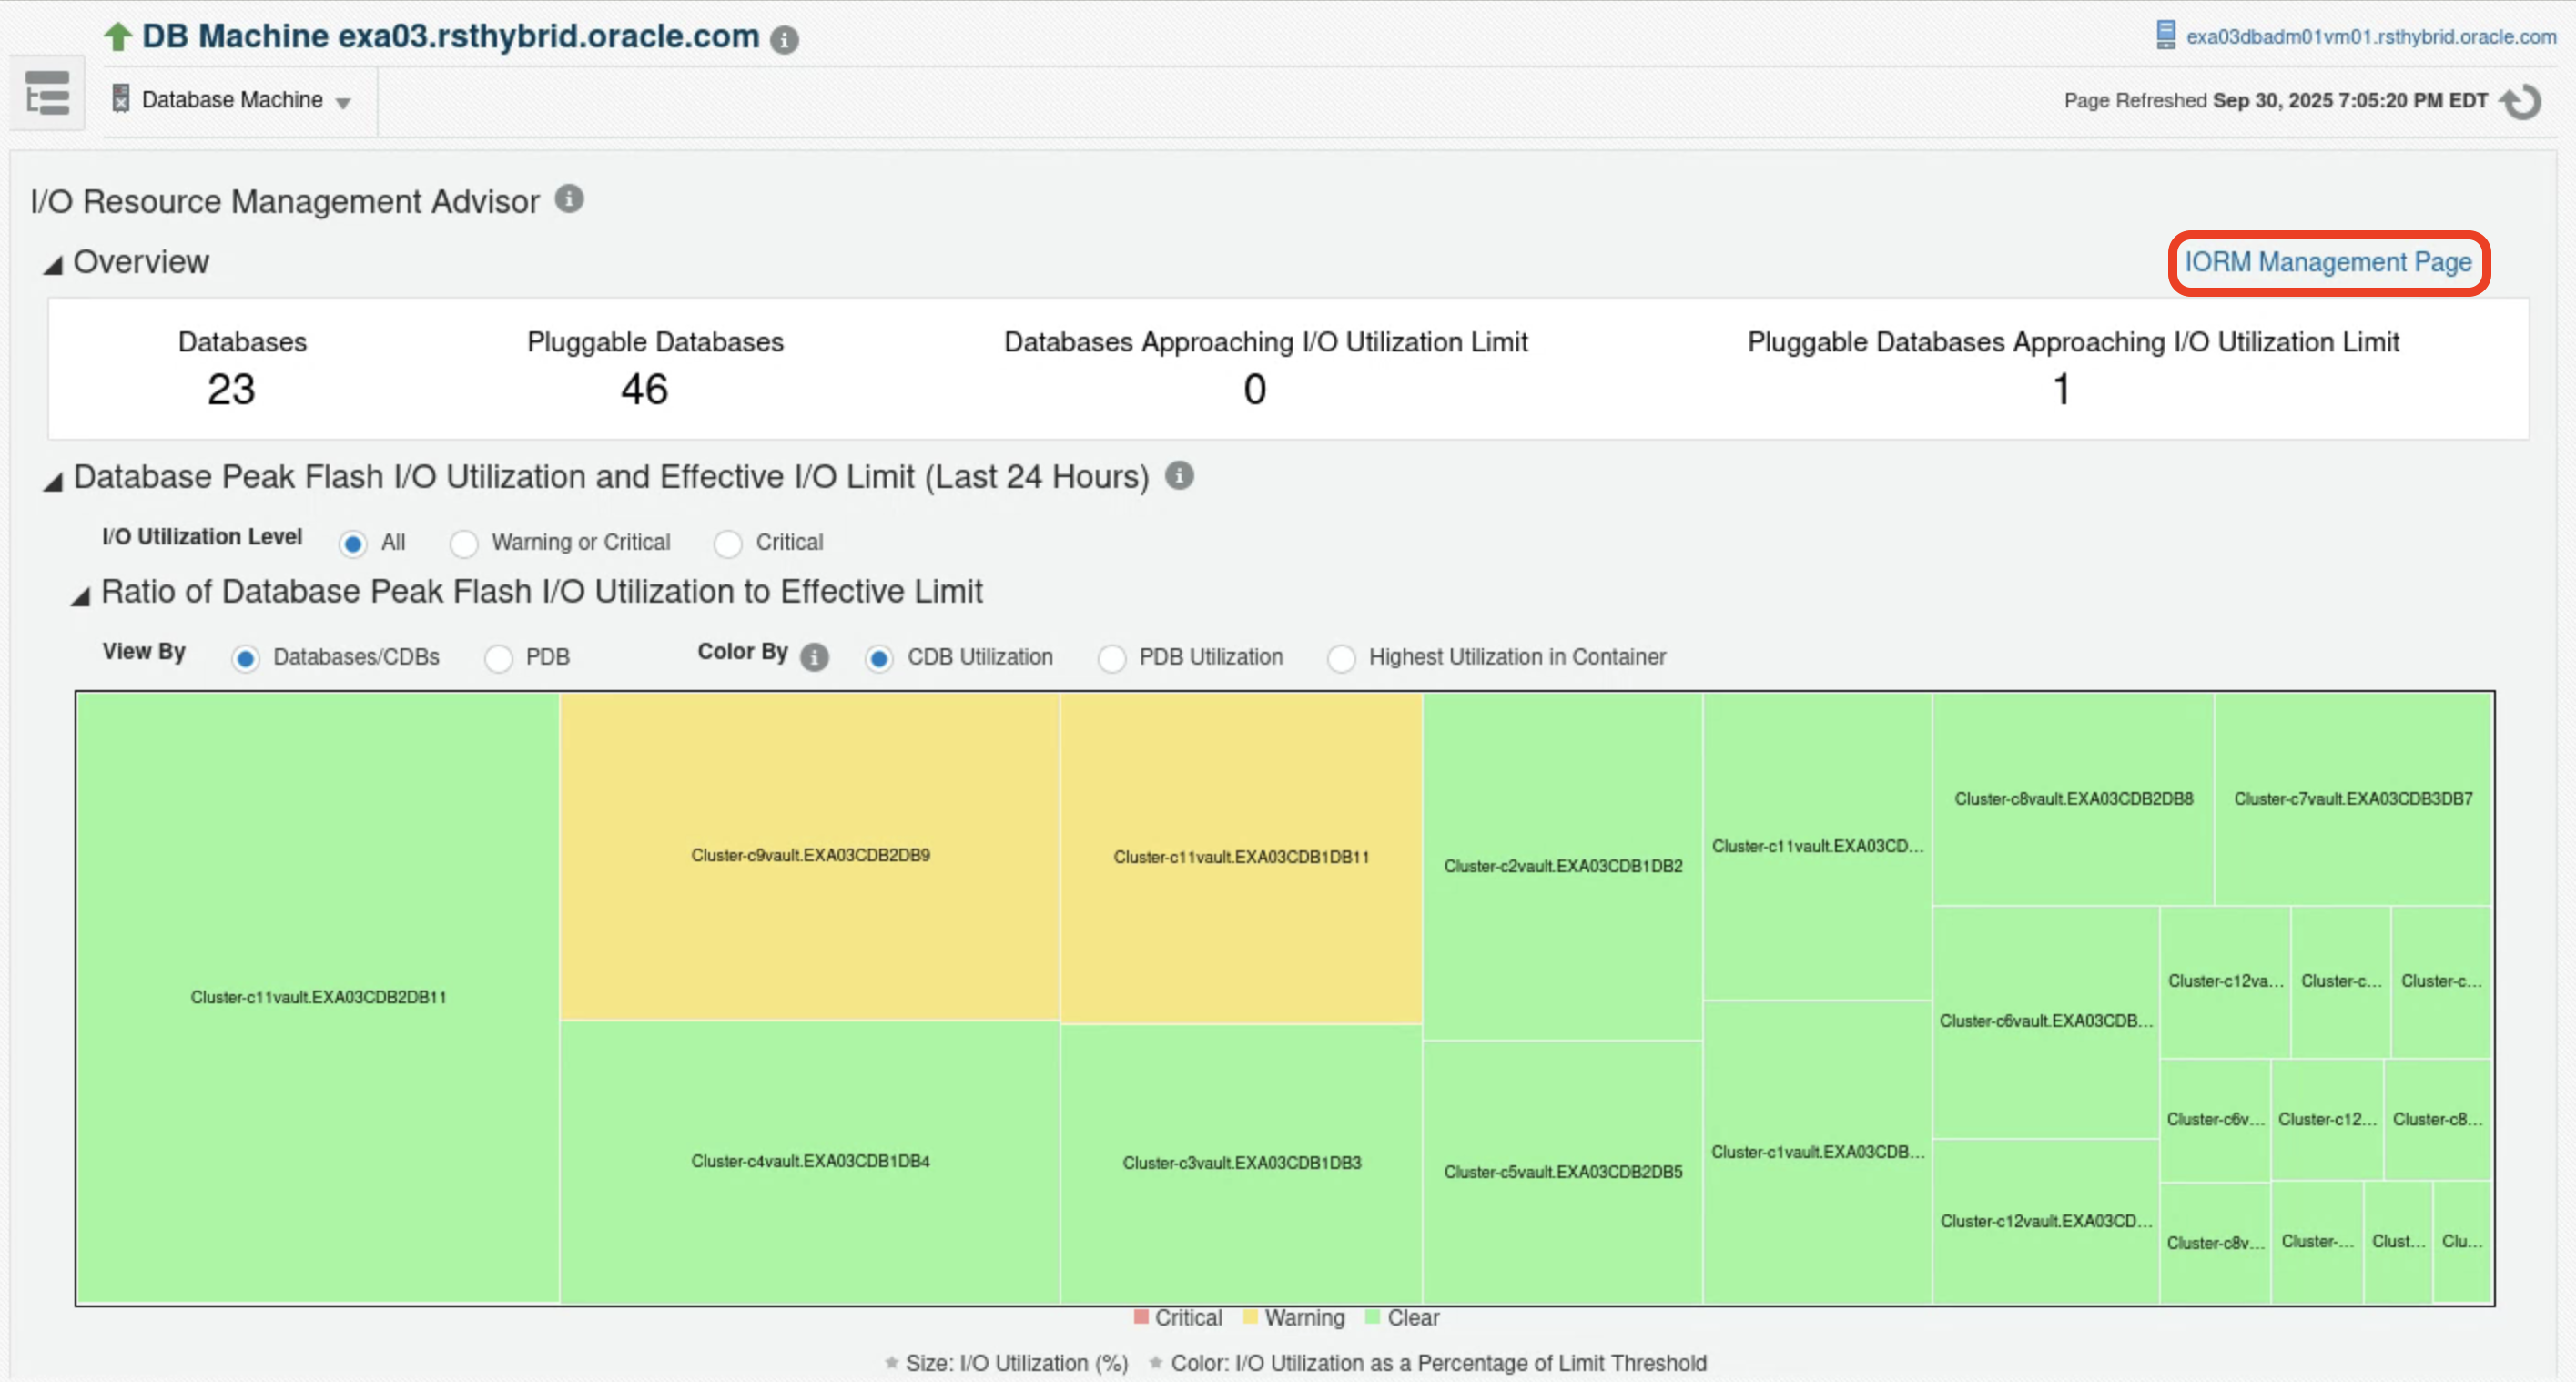 DB Machine exa03.rsthybrid.oracle.com
exa03dbadm01vm01.rsthybrid.oracle.com
Database Machine
Page Refreshed Sep 30, 2025 7:05:20 PM EDT
I/O Resource Management Advisor
Overview
IORM Management Page
Databases
23
Pluggable Databases
46
Databases Approaching I/O Utilization Limit
0
Pluggable Databases Approaching I/O Utilization Limit
1
Database Peak Flash I/O Utilization and Effective I/O Limit (Last 24 Hours)
I/O Utilization Level All Warning or Critical Critical
Ratio of Database Peak Flash I/O Utilization to Effective Limit
View By Databases/CDBs PDB Color By CDB Utilization PDB Utilization Highest Utilization in Container
Cluster-c11vault.EXA03CDB2DB11
Cluster-c9vault.EXA03CDB2DB9
Cluster-c4vault.EXA03CDB1DB4
Cluster-c11vault.EXA03CDB1DB11
Cluster-c3vault.EXA03CDB1DB3
Cluster-c2vault.EXA03CDB1DB2
Cluster-c5vault.EXA03CDB2DB5
Cluster-c11vault.EXA03CD...
Cluster-c1vault.EXA03CDB...
Cluster-c8vault.EXA03CDB2DB8
Cluster-c7vault.EXA03CDB3DB7
Cluster-c6vault.EXA03CDB...
Cluster-c12vault.EXA03CD...
Cluster-c12va...
Cluster-c...
Cluster-c...
Cluster-c6v...
Cluster-c12...
Cluster-c8...
Cluster-c8v...
Cluster-...
Clust...
Clu...
Critical Warning Clear
Size: I/O Utilization (%) Color: I/O Utilization as a Percentage of Limit Threshold